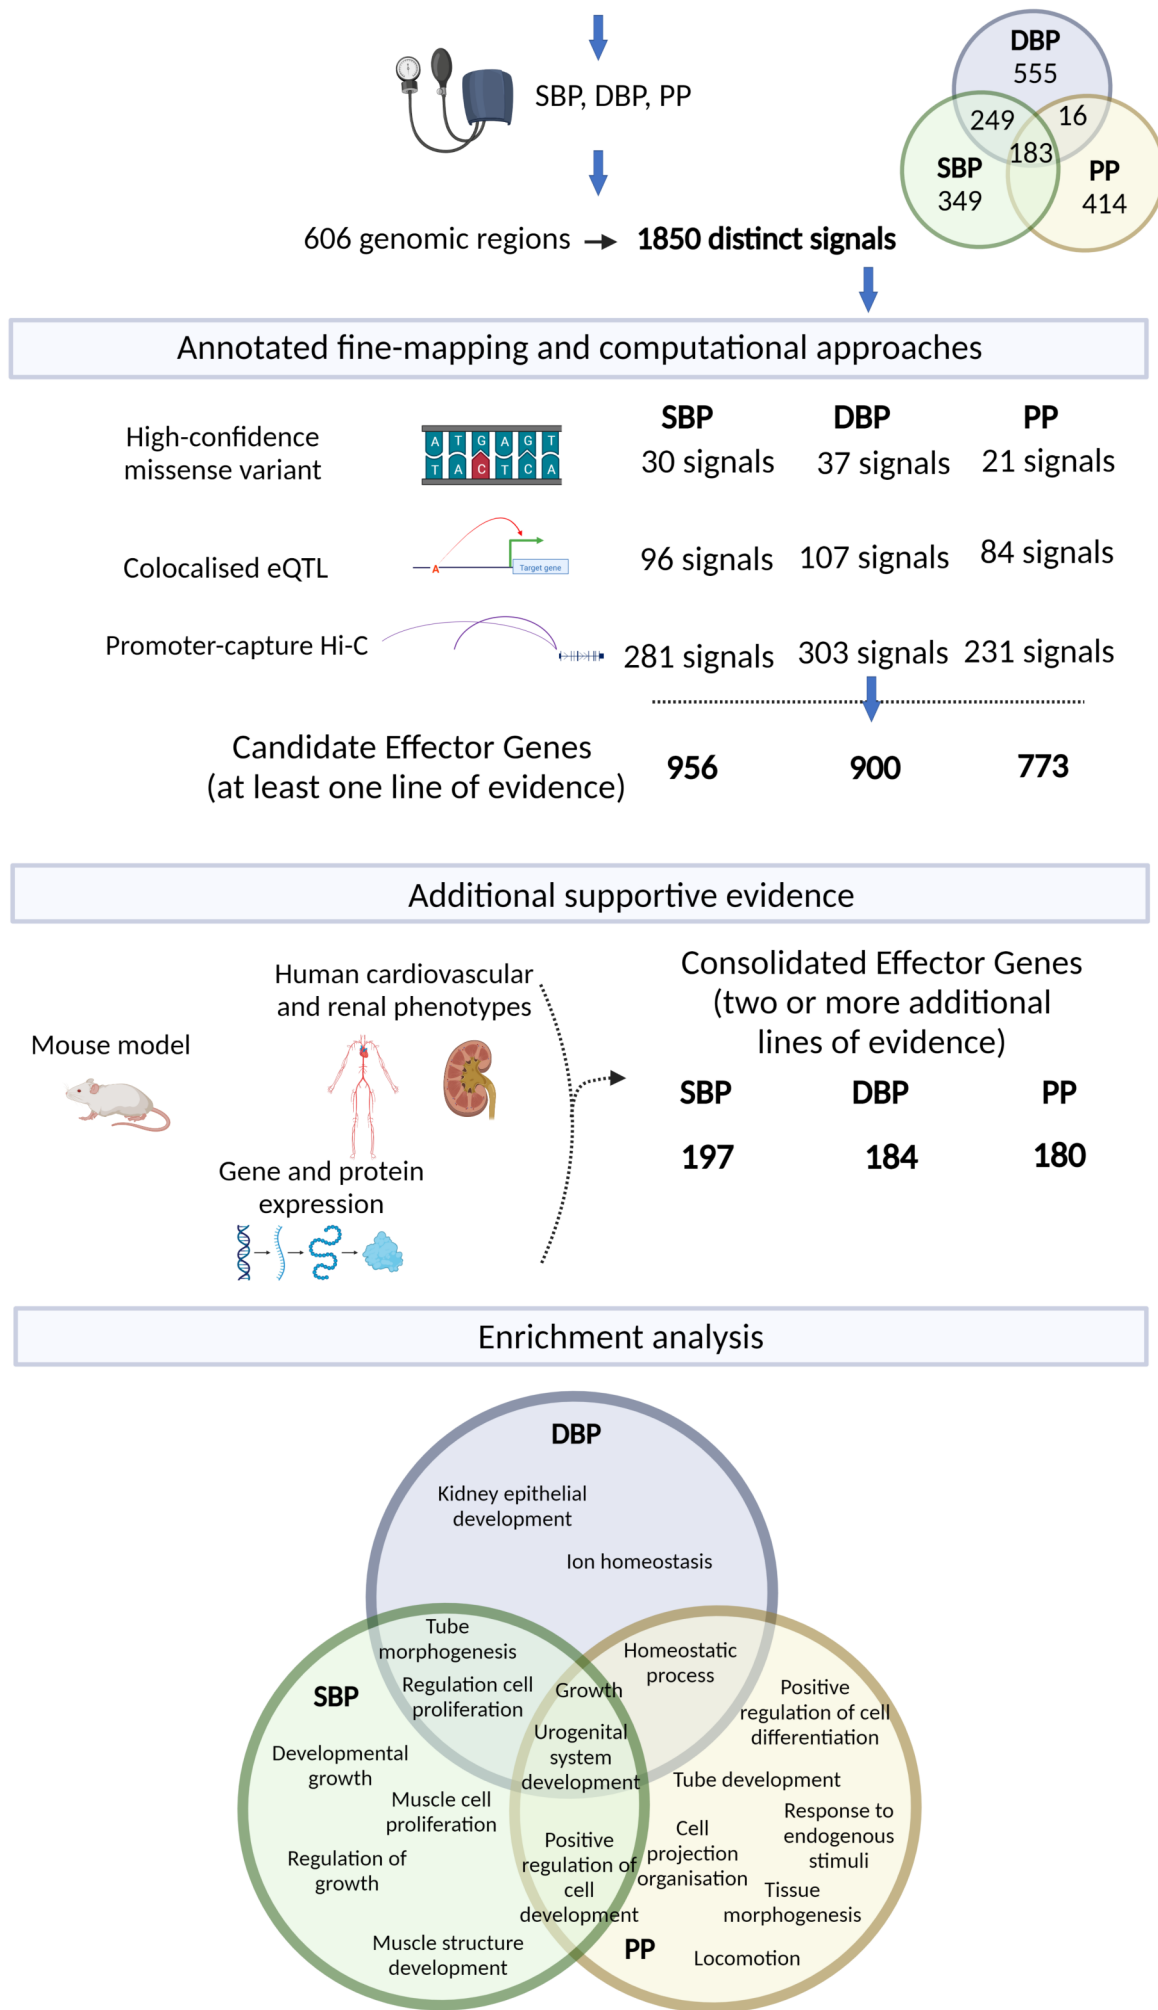 DBP
555
249
16
183
SBP
349
PP
414
SBP, DBP, PP
606 genomic regions
1850 distinct signals
Annotated fine-mapping and computational approaches
SBP
DBP
PP
High-confidence
missense variant
A T G A G T
T A C T C A
30 signals
37 signals
21 signals
Colocalised eQTL
A
Target gene
96 signals
107 signals
84 signals
Promoter-capture Hi-C
281 signals
303 signals
231 signals
Candidate Effector Genes
(at least one line of evidence)
956
900
773
Additional supportive evidence
Mouse model
Human cardiovascular
and renal phenotypes
Gene and protein
expression
Consolidated Effector Genes
(two or more additional
lines of evidence)
SBP
DBP
PP
197
184
180
Enrichment analysis
DBP
Kidney epithelial
development
Ion homeostasis
Tube
morphogenesis
Regulation cell
proliferation
Homeostatic
process
Growth
Urogenital
system
development
SBP
Developmental
growth
Muscle cell
proliferation
Regulation of
growth
Muscle structure
development
Positive
regulation of
cell
development
Positive
regulation of cell
differentiation
Tube development
Response to
endogenous
stimuli
Cell
projection
organisation
Tissue
morphogenesis
PP
Locomotion